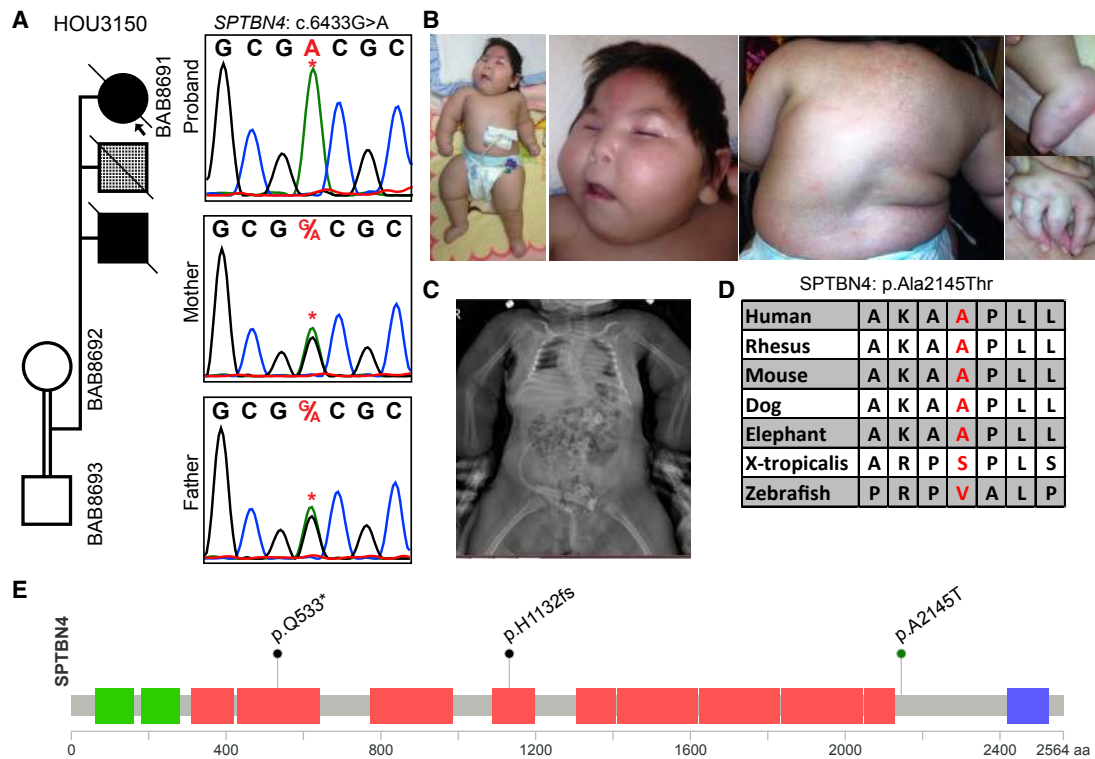 A
HOU3150
BAB8691
BAB8692
BAB8693
SPTBN4: c.6433G>A
Proband
G C G A C G C
*
Mother
G C G G/A C G C
*
Father
G C G G/A C G C
*
B
C
R
D
SPTBN4: p.Ala2145Thr
Human A K A A P L L
Rhesus A K A A P L L
Mouse A K A A P L L
Dog A K A A P L L
Elephant A K A A P L L
X-tropicalis A R P S P L S
Zebrafish P R P V A L P
E
SPTBN4
p.Q533*
p.H1132fs
p.A2145T
0 400 800 1200 1600 2000 2400 2564 aa